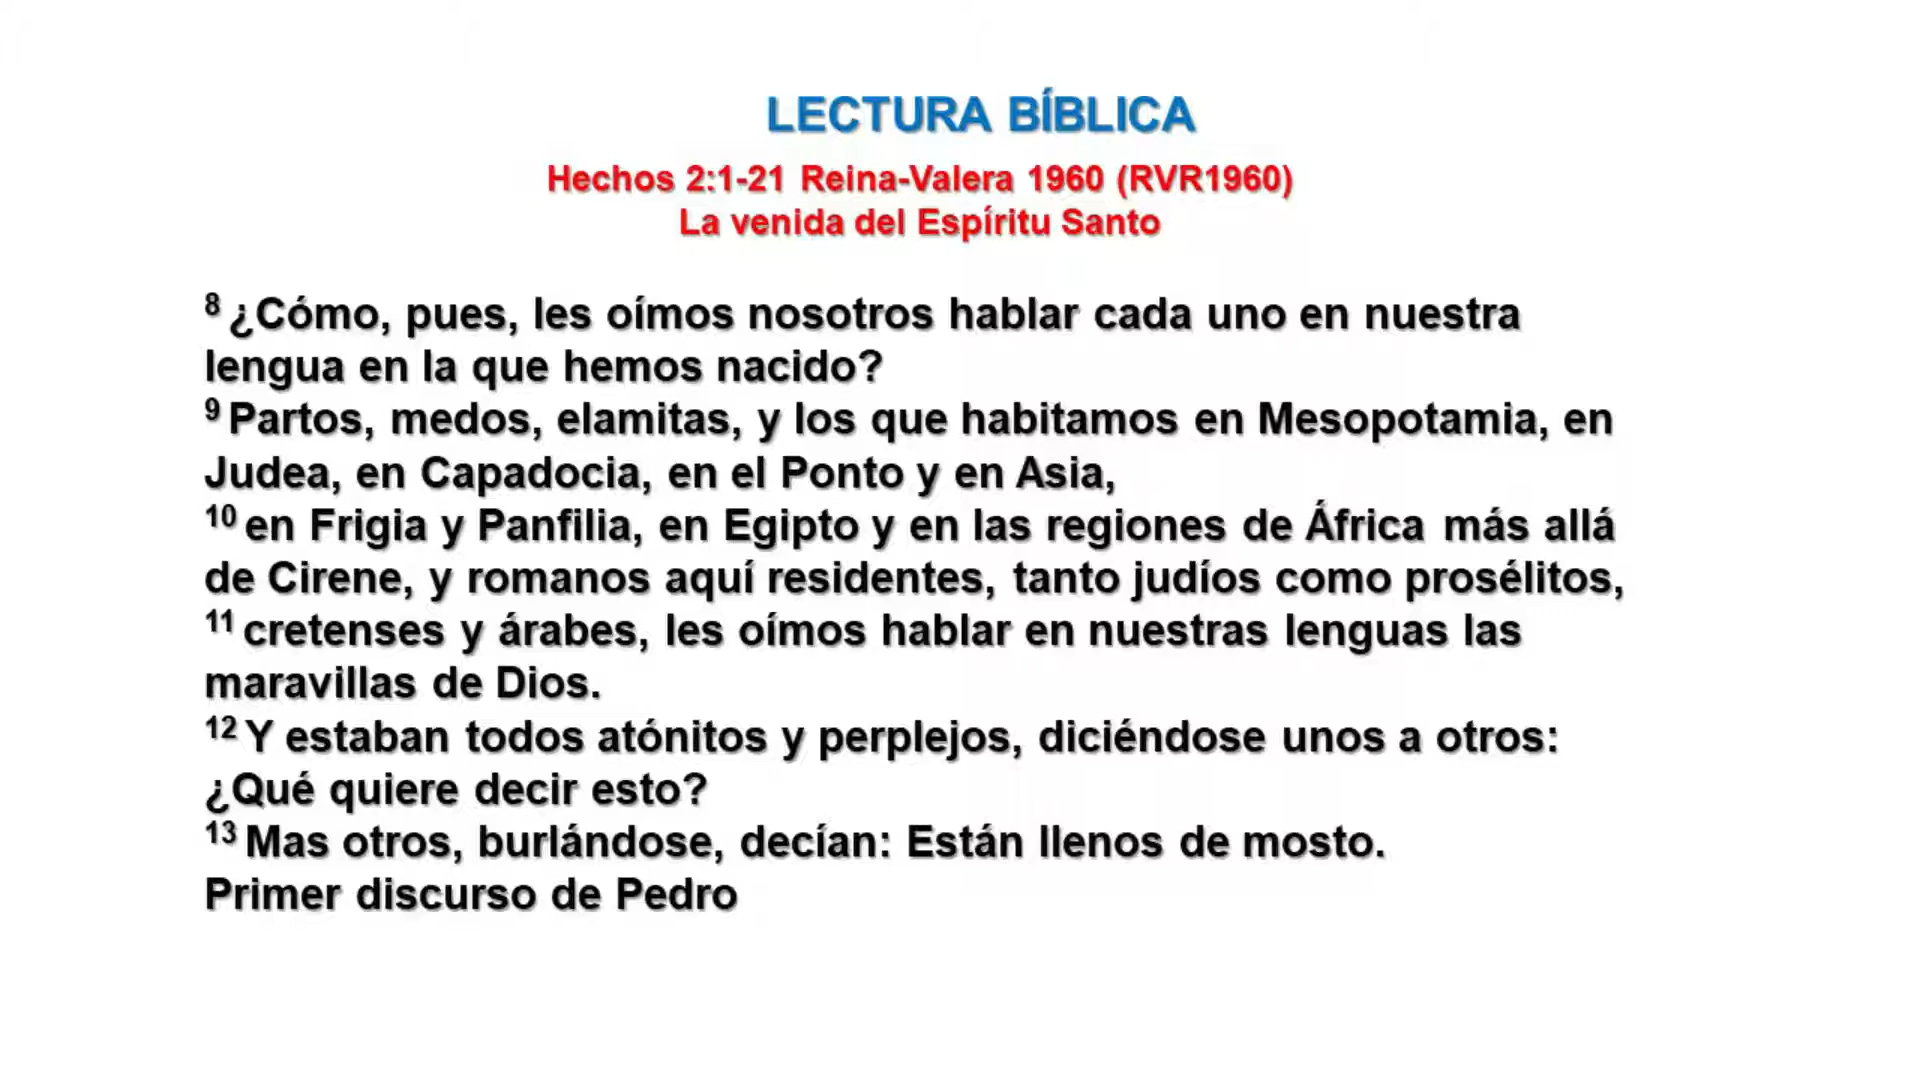 LECTURA BÍBLICA
Hechos 2:1-21 Reina-Valera 1960 (RVR1960)
La venida del Espíritu Santo
8 ¿Cómo, pues, les oímos nosotros hablar cada uno en nuestra
lengua en la que hemos nacido?
9 Partos, medos, elamitas, y los que habitamos en Mesopotamia, en
Judea, en Capadocia, en el Ponto y en Asia,
10 en Frigia y Panfilia, en Egipto y en las regiones de África más allá
de Cirene, y romanos aquí residentes, tanto judíos como prosélitos,
11 cretenses y árabes, les oímos hablar en nuestras lenguas las
maravillas de Dios.
12 Y estaban todos atónitos y perplejos, diciéndose unos a otros:
¿Qué quiere decir esto?
13 Mas otros, burlándose, decían: Están llenos de mosto.
Primer discurso de Pedro